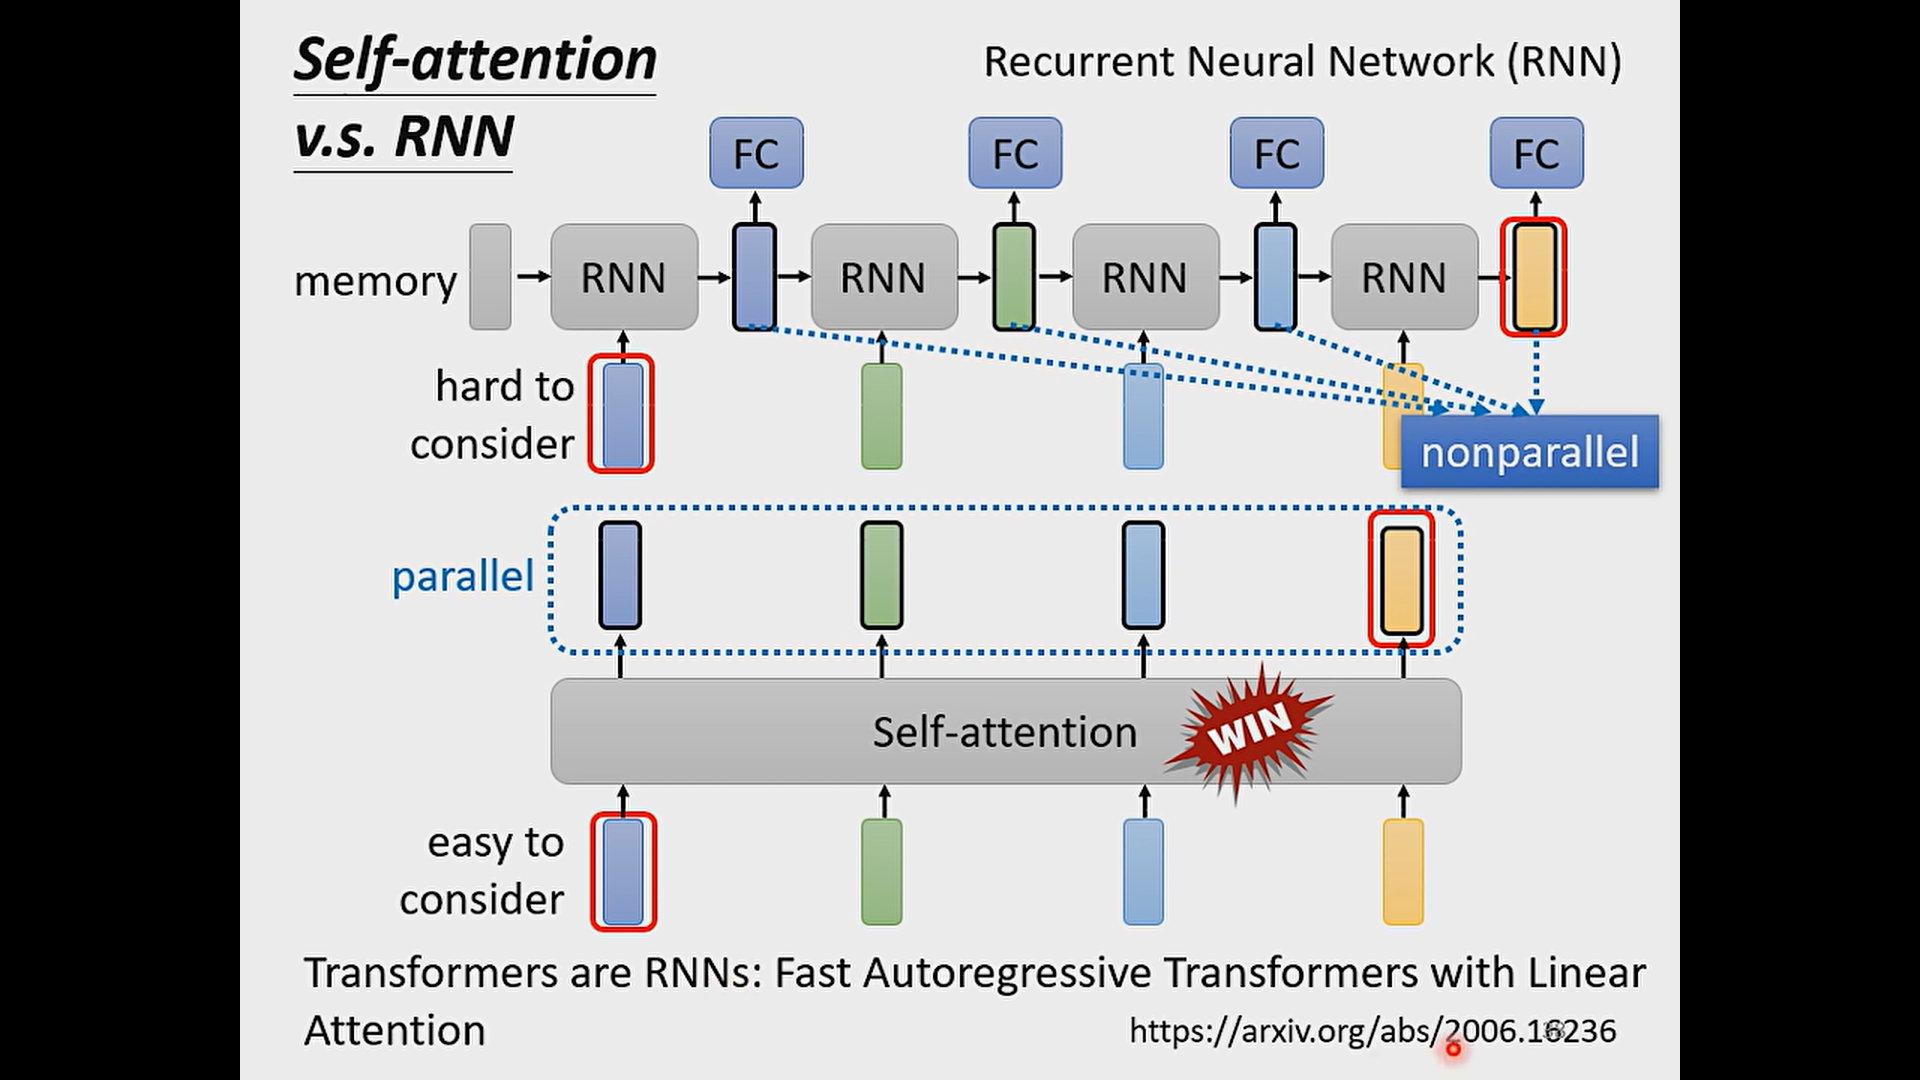 Self-attention
v.s. RNN
Recurrent Neural Network (RNN)
FC
FC
FC
FC
memory
RNN
RNN
RNN
RNN
hard to
consider
nonparallel
parallel
Self-attention
WIN
easy to
consider
Transformers are RNNs: Fast Autoregressive Transformers with Linear
Attention
https://arxiv.org/abs/2006.16236